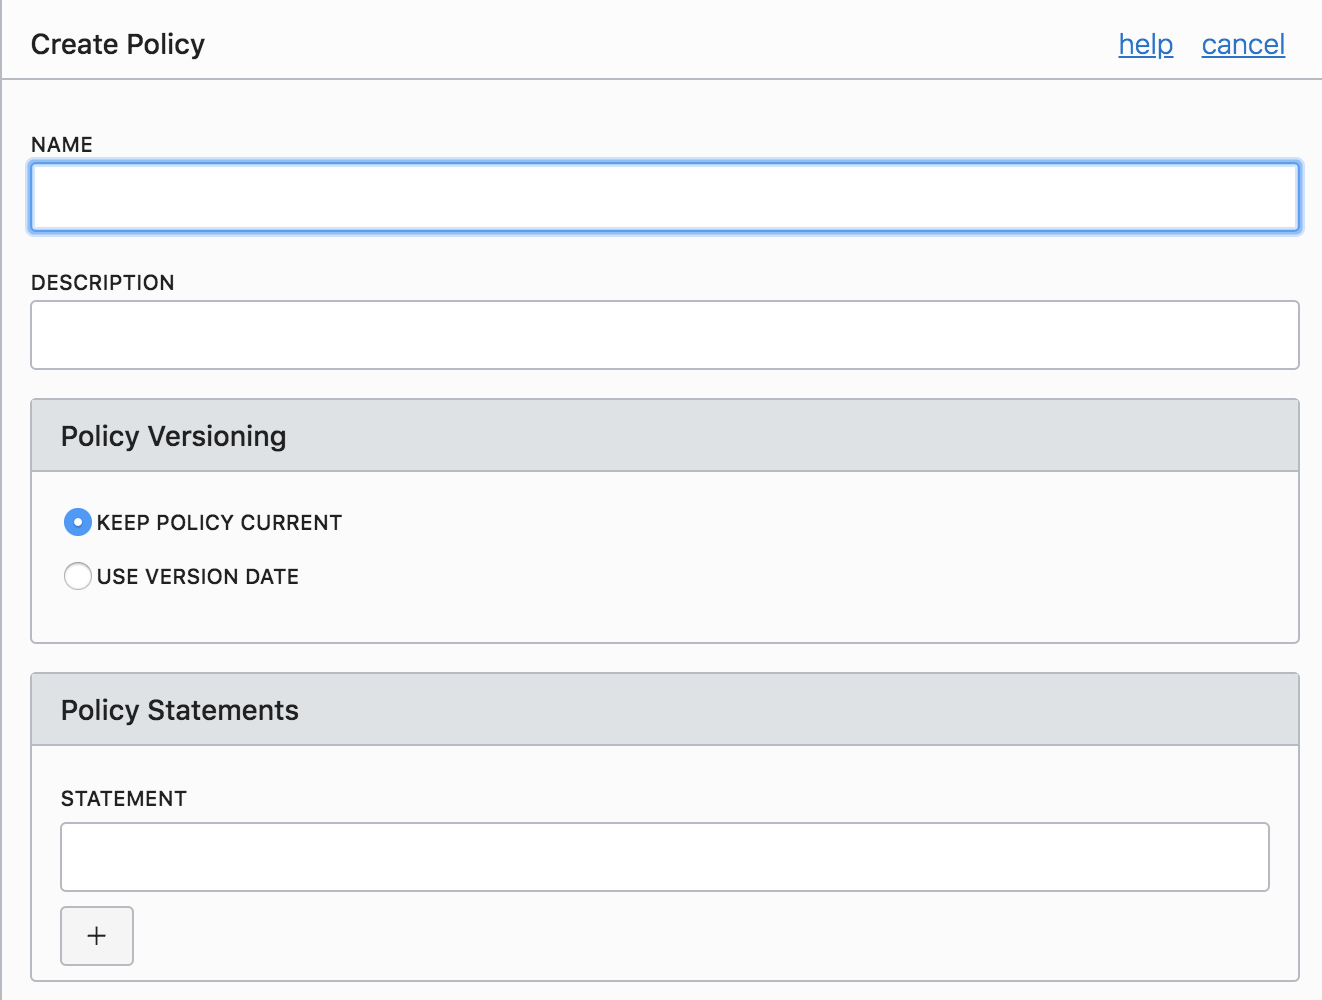 Create Policy help cancel
NAME
DESCRIPTION
Policy Versioning
KEEP POLICY CURRENT
USE VERSION DATE
Policy Statements
STATEMENT
+